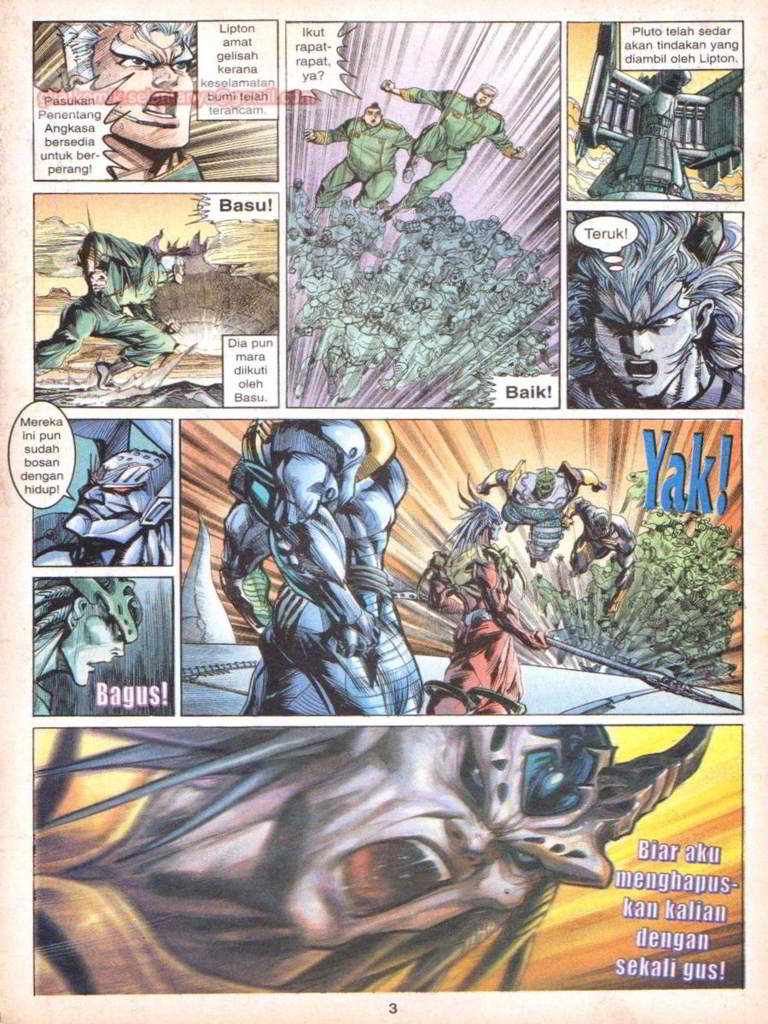 Lipton
amat
gelisah
kerana
keselamatan
bumi telah
terancam.
Pasukan
Penentang
Angkasa
bersedia
untuk ber-
perang!
Basu!
Dia pun
mara
diikuti
oleh
Basu.
Ikut
rapat-
rapat,
ya?
Baik!
Pluto telah sedar
akan tindakan yang
diambil oleh Lipton.
Teruk!
Mereka
ini pun
sudah
bosan
dengan
hidup!
Bagus!
Yak!
Biar aku
menghapus-
kan kalian
dengan
sekali gus!
3